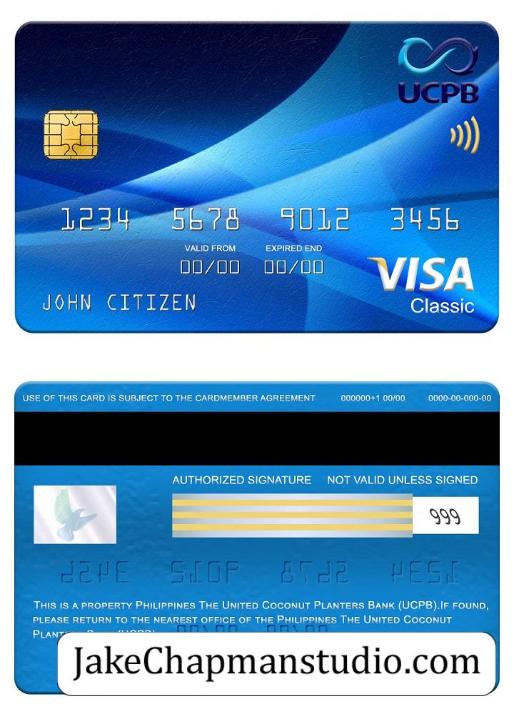 UCPB
1234 5678 9012 3456
VALID FROM EXPIRED END
00/00 00/00
VISA
JOHN CITIZEN
Classic
USE OF THIS CARD IS SUBJECT TO THE CARDMEMBER AGREEMENT 000000+1 00/00 0000-00-000-00
AUTHORIZED SIGNATURE NOT VALID UNLESS SIGNED
999
THIS IS A PROPERTY PHILIPPINES THE UNITED COCONUT PLANTERS BANK (UCPB).IF FOUND,
PLEASE RETURN TO THE NEAREST OFFICE OF THE PHILIPPINES THE UNITED COCONUT
JakeChapmanstudio.com